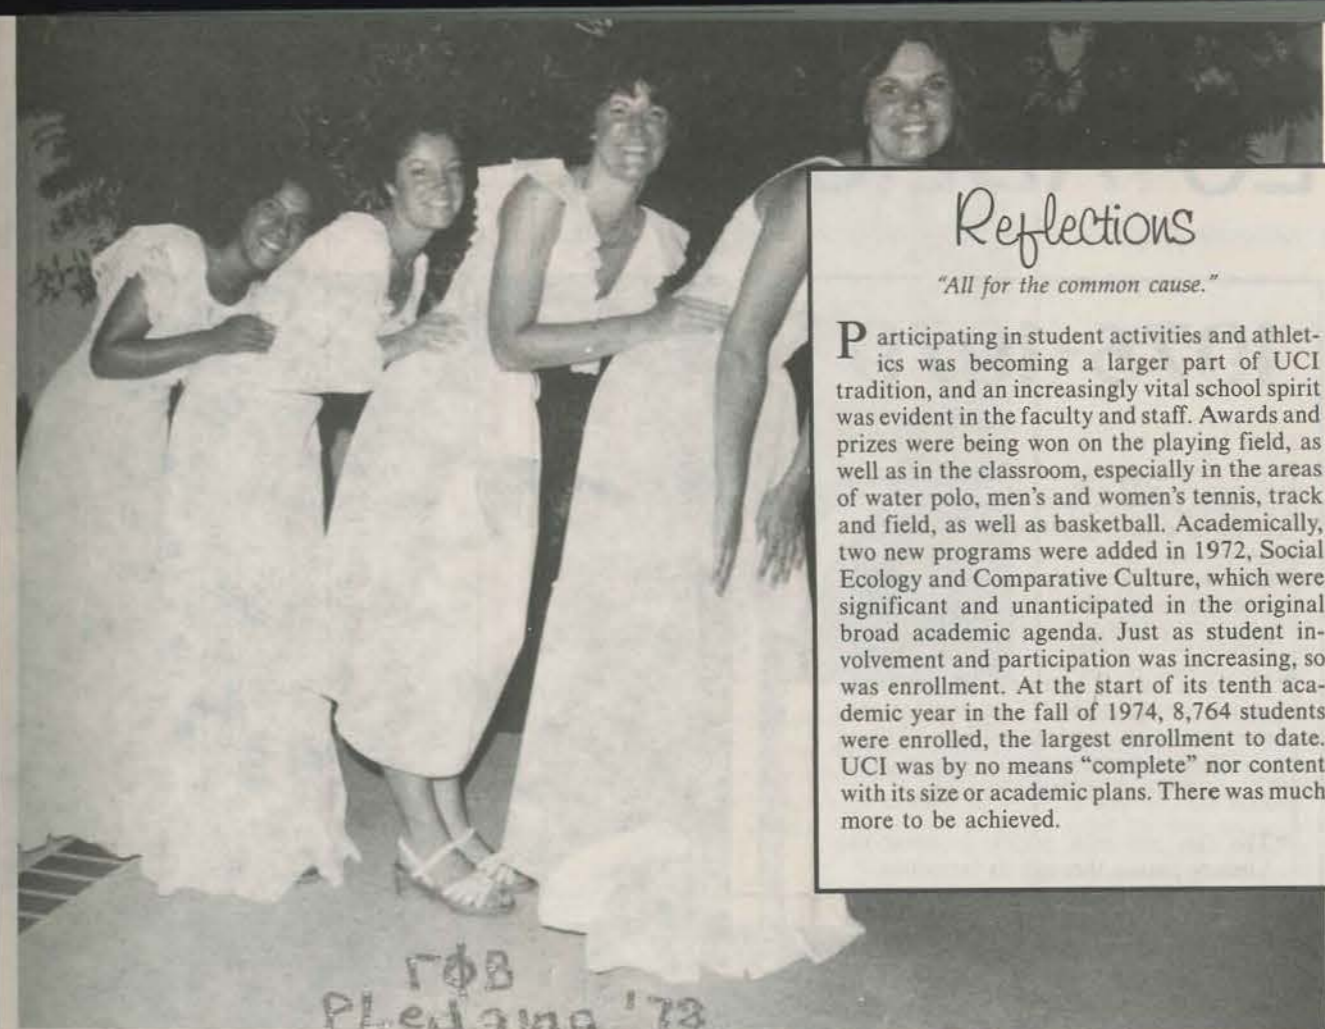 Reflections
"All for the common cause."
Participating in student activities and athlet-
ics was becoming a larger part of UCI
tradition, and an increasingly vital school spirit
was evident in the faculty and staff. Awards and
prizes were being won on the playing field, as
well as in the classroom, especially in the areas
of water polo, men's and women's tennis, track
and field, as well as basketball. Academically,
two new programs were added in 1972, Social
Ecology and Comparative Culture, which were
significant and unanticipated in the original
broad academic agenda. Just as student in-
volvement and participation was increasing, so
was enrollment. At the start of its tenth aca-
demic year in the fall of 1974, 8,764 students
were enrolled, the largest enrollment to date.
UCI was by no means "complete" nor content
with its size or academic plans. There was much
more to be achieved.
ΓΦΒ
Pledging '78